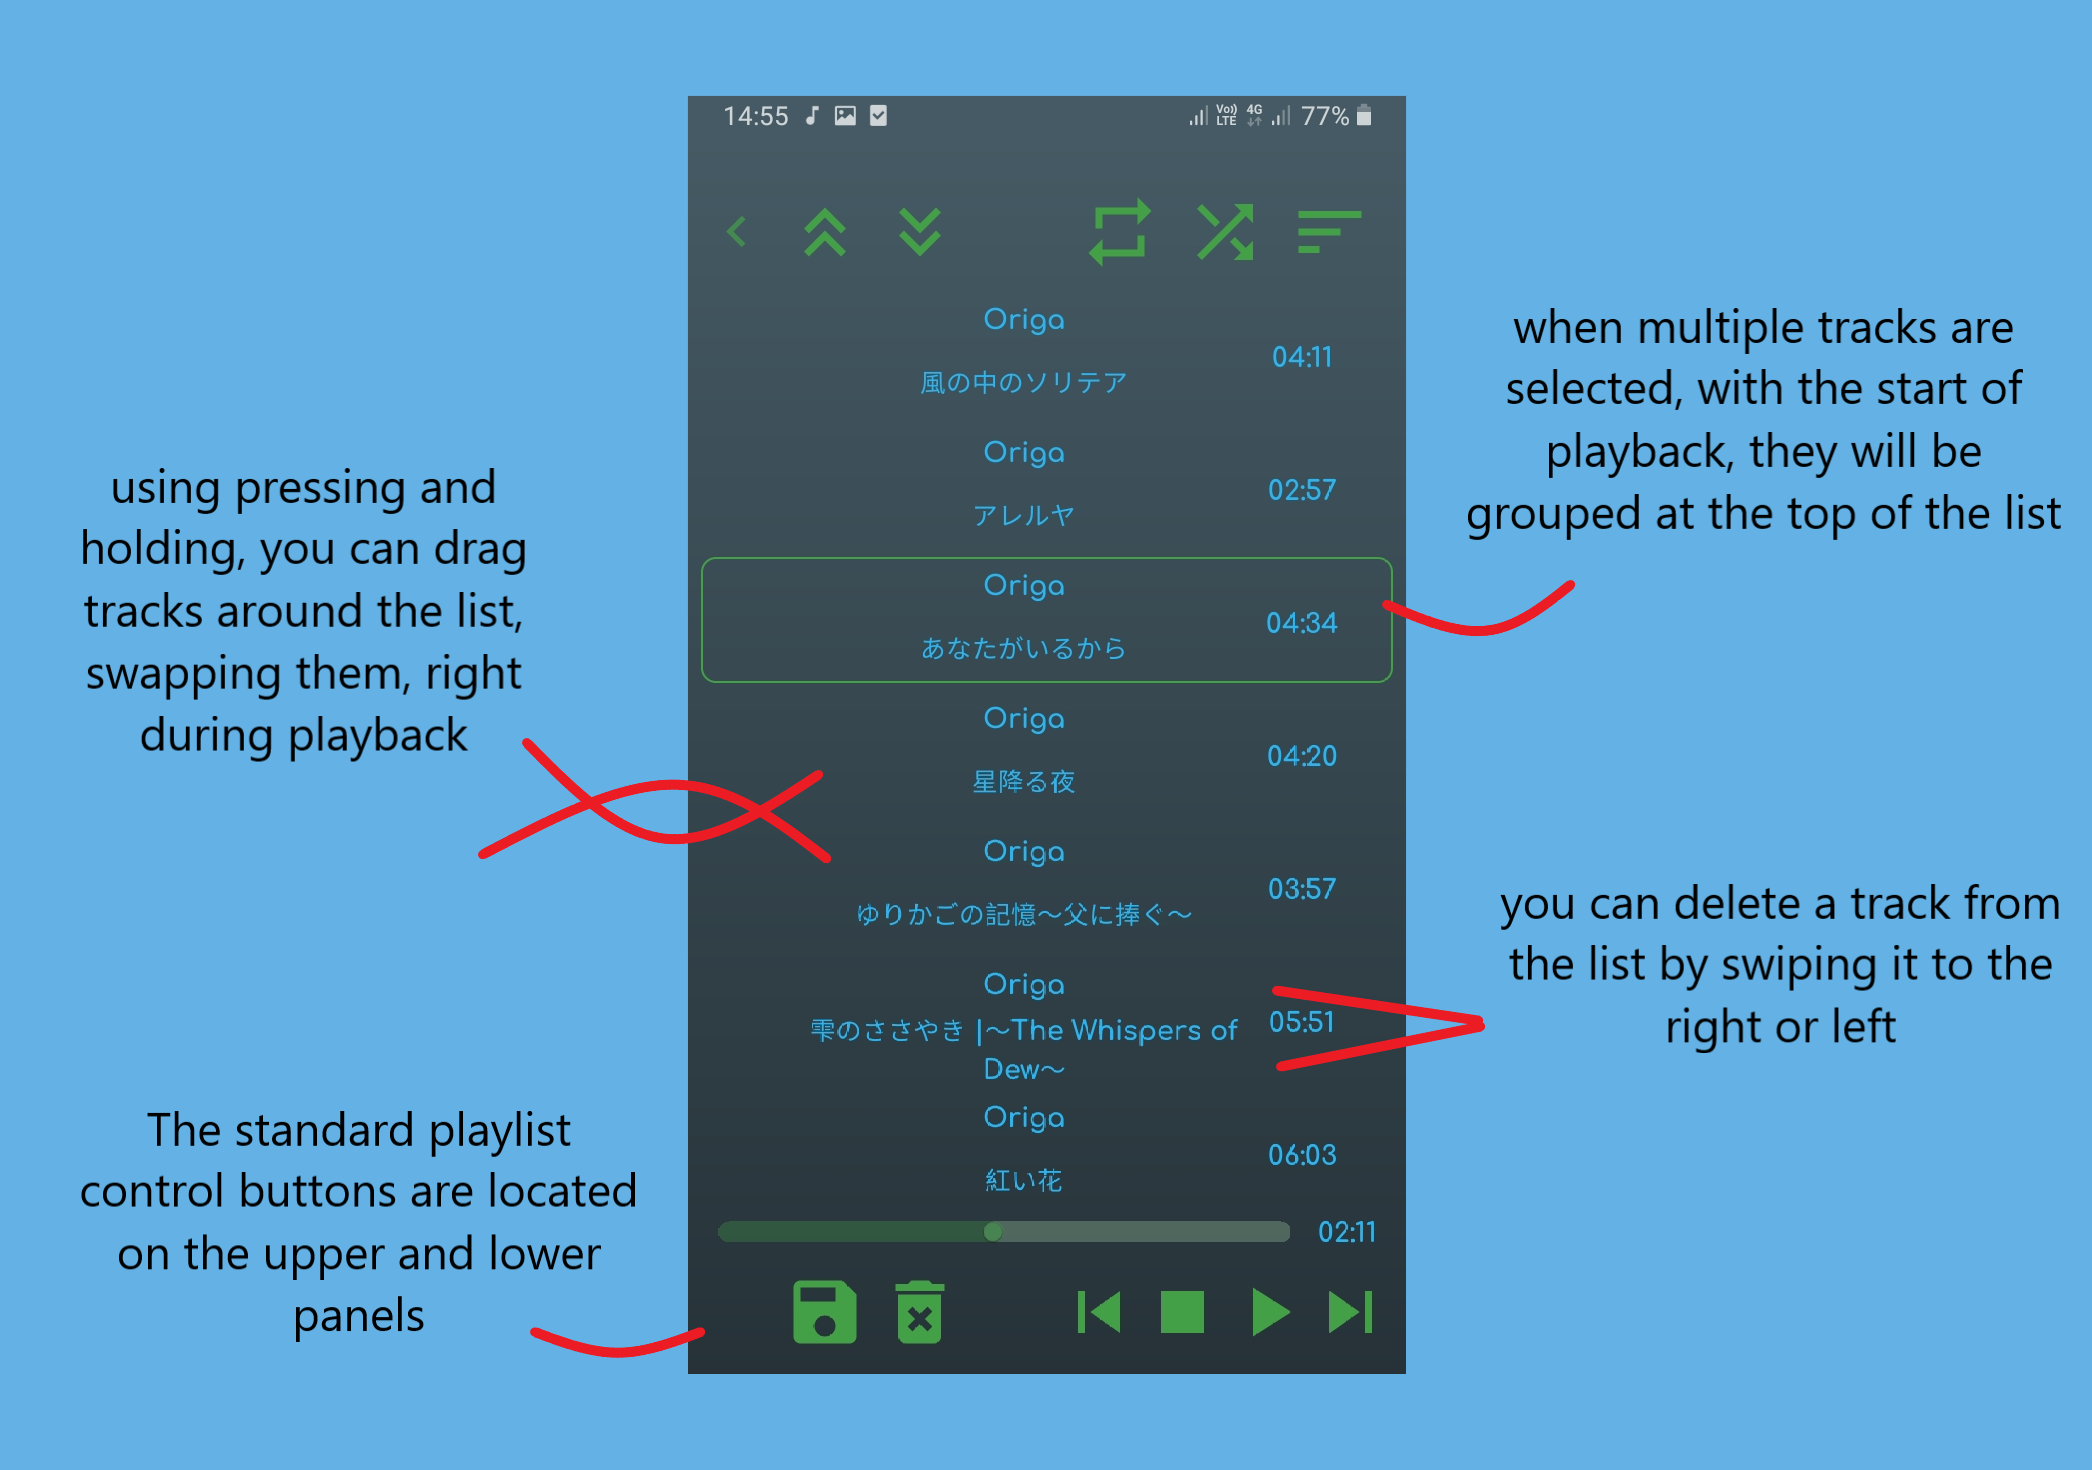 14:55
Vo)) LTE 4G 77%
Origa
04:11
風の中のソリテア
Origa
02:57
アレルヤ
Origa
04:34
あなたがいるから
Origa
04:20
星降る夜
Origa
03:57
ゆりかごの記憶〜父に捧ぐ〜
Origa
雫のささやき |〜The Whispers of
05:51
Dew〜
Origa
06:03
紅い花
02:11
using pressing and
holding, you can drag
tracks around the list,
swapping them, right
during playback
The standard playlist
control buttons are located
on the upper and lower
panels
when multiple tracks are
selected, with the start of
playback, they will be
grouped at the top of the list
you can delete a track from
the list by swiping it to the
right or left